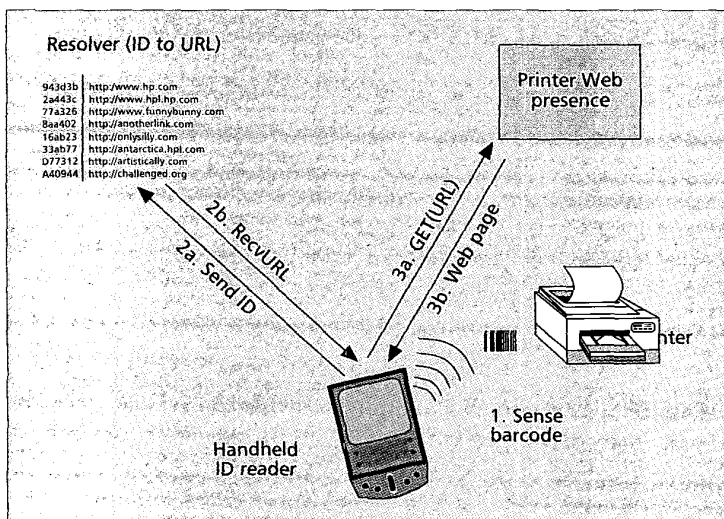 Resolver (ID to URL)
943d3b http://www.hp.com
2a443c http://www.hpl.hp.com
77a326 http://www.funnybunny.com
8aa402 http://anotherlink.com
16ab23 http://onlysilly.com
33ab77 http://antarctica.hpl.com
D77312 http://artistically.com
A40944 http://challenged.org
Printer Web
presence
2b. RecvURL
2a. Send ID
3a. GET(URL)
3b. Web page
nter
1. Sense
barcode
Handheld
ID reader